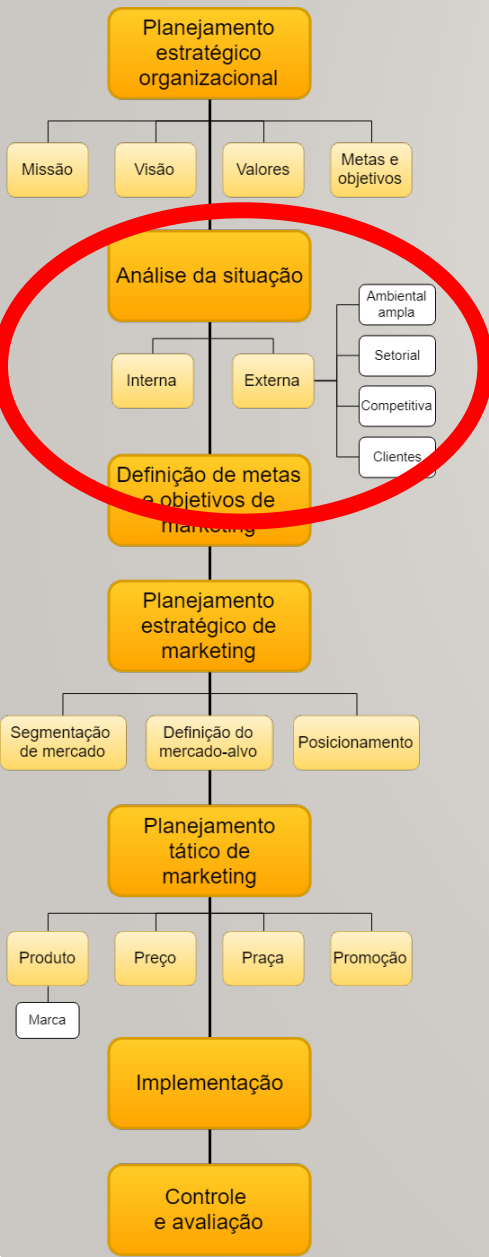 Planejamento
estratégico
organizacional
Missão
Visão
Valores
Metas e
objetivos
Análise da situação
Interna
Externa
Ambiental
ampla
Setorial
Competitiva
Clientes
Definição de metas
e objetivos de
marketing
Planejamento
estratégico de
marketing
Segmentação
de mercado
Definição do
mercado-alvo
Posicionamento
Planejamento
tático de
marketing
Produto
Preço
Praça
Promoção
Marca
Implementação
Controle
e avaliação